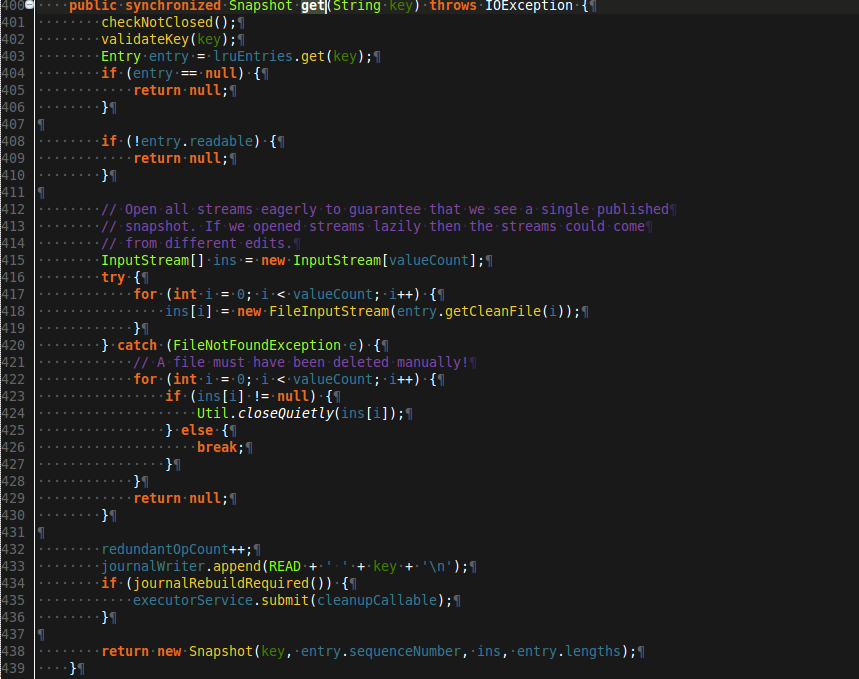 400 public synchronized Snapshot get(String key) throws IOException {¶
401 checkNotClosed();¶
402 validateKey(key);¶
403 Entry entry = lruEntries.get(key);¶
404 if (entry == null) {¶
405 return null;¶
406 }¶
407 ¶
408 if (!entry.readable) {¶
409 return null;¶
410 }¶
411 ¶
412 // Open all streams eagerly to guarantee that we see a single published¶
413 // snapshot. If we opened streams lazily then the streams could come¶
414 // from different edits.¶
415 InputStream[] ins = new InputStream[valueCount];¶
416 try {¶
417 for (int i = 0; i < valueCount; i++) {¶
418 ins[i] = new FileInputStream(entry.getCleanFile(i));¶
419 }¶
420 } catch (FileNotFoundException e) {¶
421 // A file must have been deleted manually!¶
422 for (int i = 0; i < valueCount; i++) {¶
423 if (ins[i] != null) {¶
424 Util.closeQuietly(ins[i]);¶
425 } else {¶
426 break;¶
427 }¶
428 }¶
429 return null;¶
430 }¶
431 ¶
432 redundantOpCount++;¶
433 journalWriter.append(READ + ' ' + key + '\n');¶
434 if (journalRebuildRequired()) {¶
435 executorService.submit(cleanupCallable);¶
436 }¶
437 ¶
438 return new Snapshot(key, entry.sequenceNumber, ins, entry.lengths);¶
439 }¶